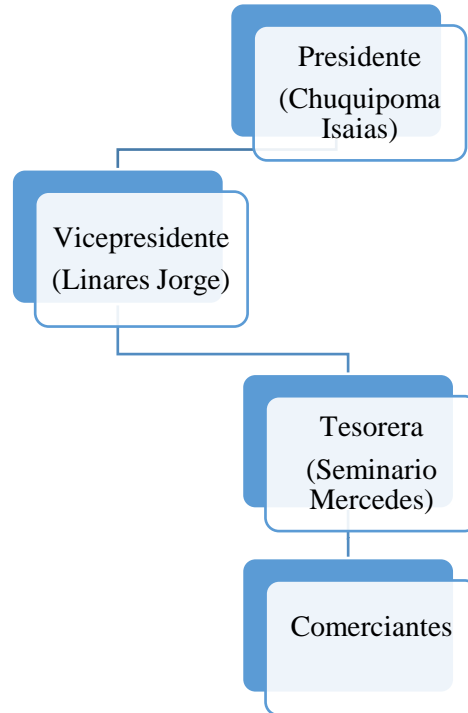 Presidente
(Chuquipoma
Isaias)
Vicepresidente
(Linares Jorge)
Tesorera
(Seminario
Mercedes)
Comerciantes